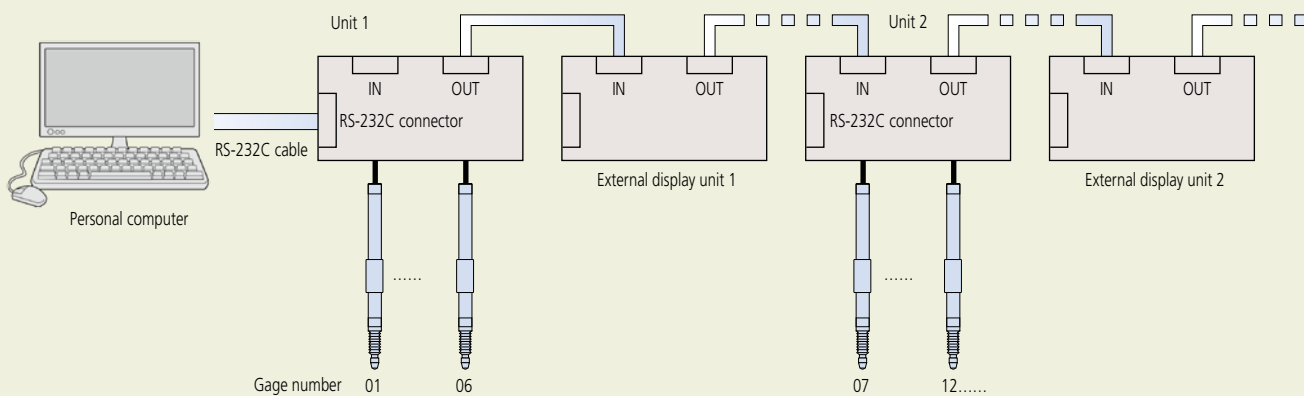 Unit 1
Unit 2
IN OUT IN OUT IN OUT IN OUT
RS-232C connector RS-232C connector
RS-232C cable
External display unit 1 External display unit 2
Personal computer
...... ......
Gage number 01 06 07 12......